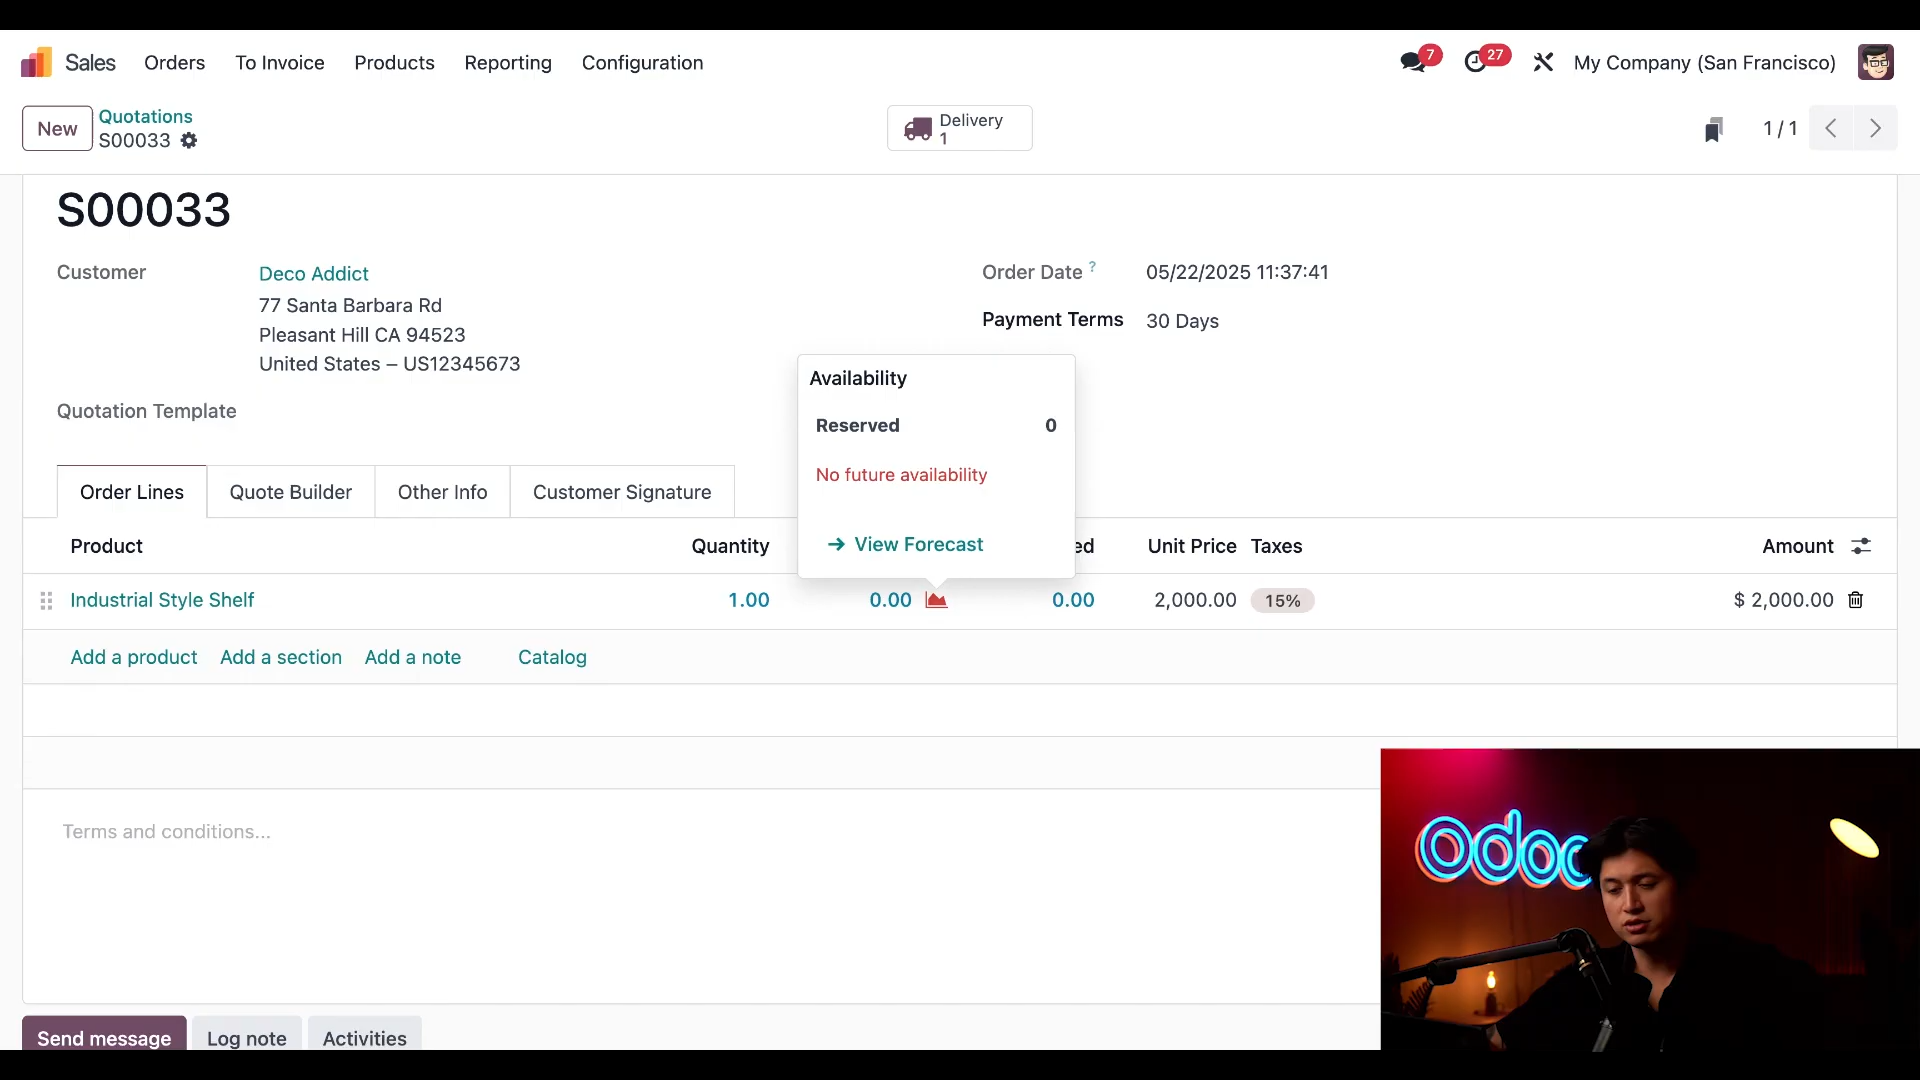 Sales Orders To Invoice Products Reporting Configuration 7 27 My Company (San Francisco)
New Quotations S00033 Delivery 1 1 / 1
S00033
Customer Deco Addict Order Date ? 05/22/2025 11:37:41
77 Santa Barbara Rd Payment Terms 30 Days
Pleasant Hill CA 94523
United States – US12345673
Quotation Template
Availability
Reserved 0
No future availability
→ View Forecast
Order Lines Quote Builder Other Info Customer Signature
Product Quantity ed Unit Price Taxes Amount
Industrial Style Shelf 1.00 0.00 0.00 2,000.00 15% $ 2,000.00
Add a product Add a section Add a note Catalog
Terms and conditions...
odoo
Send message Log note Activities